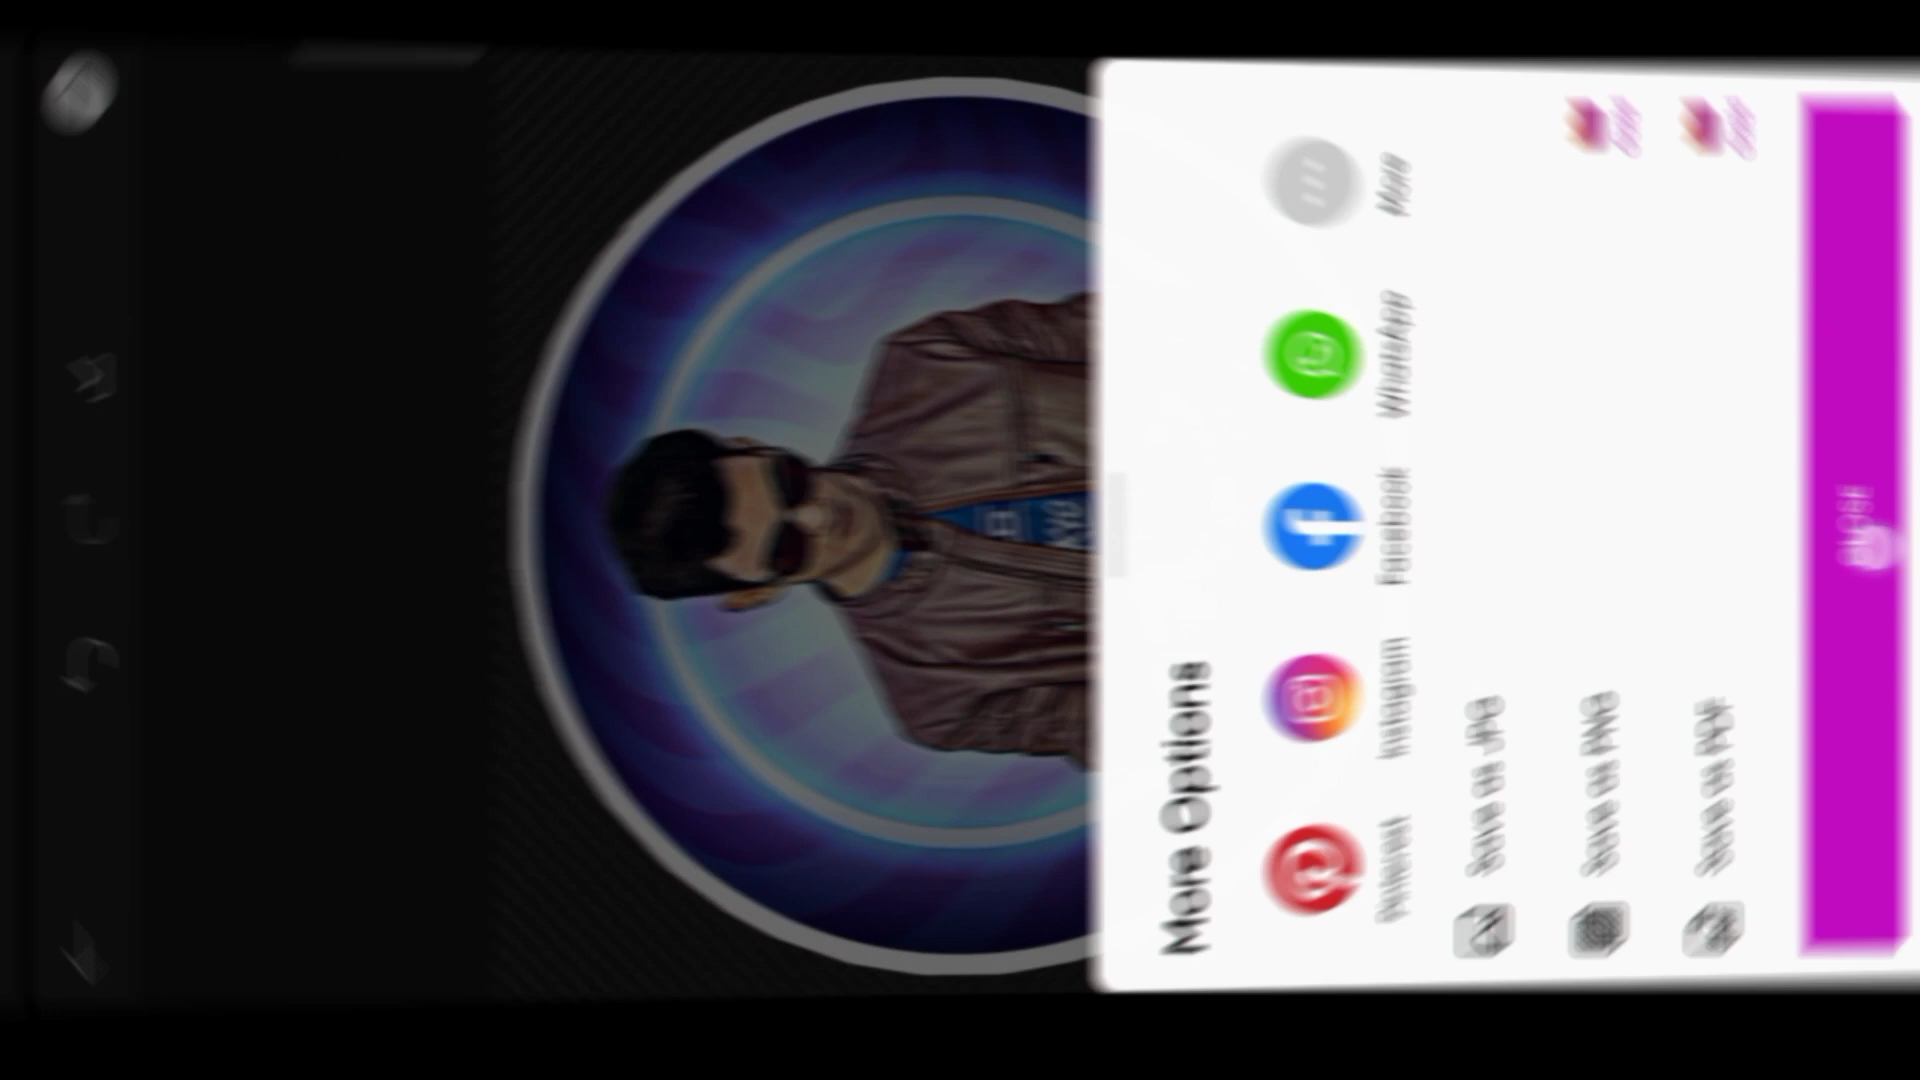 More Options
Pinterest
Instagram
Facebook
WhatsApp
More
Save as JPG
Save as PNG
Save as PDF